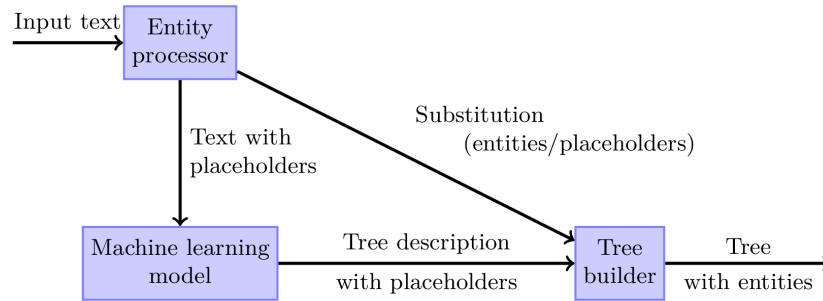 Input text
Entity
processor
Substitution
(entities/placeholders)
Text with
placeholders
Machine learning
model
Tree description
with placeholders
Tree
builder
Tree
with entities